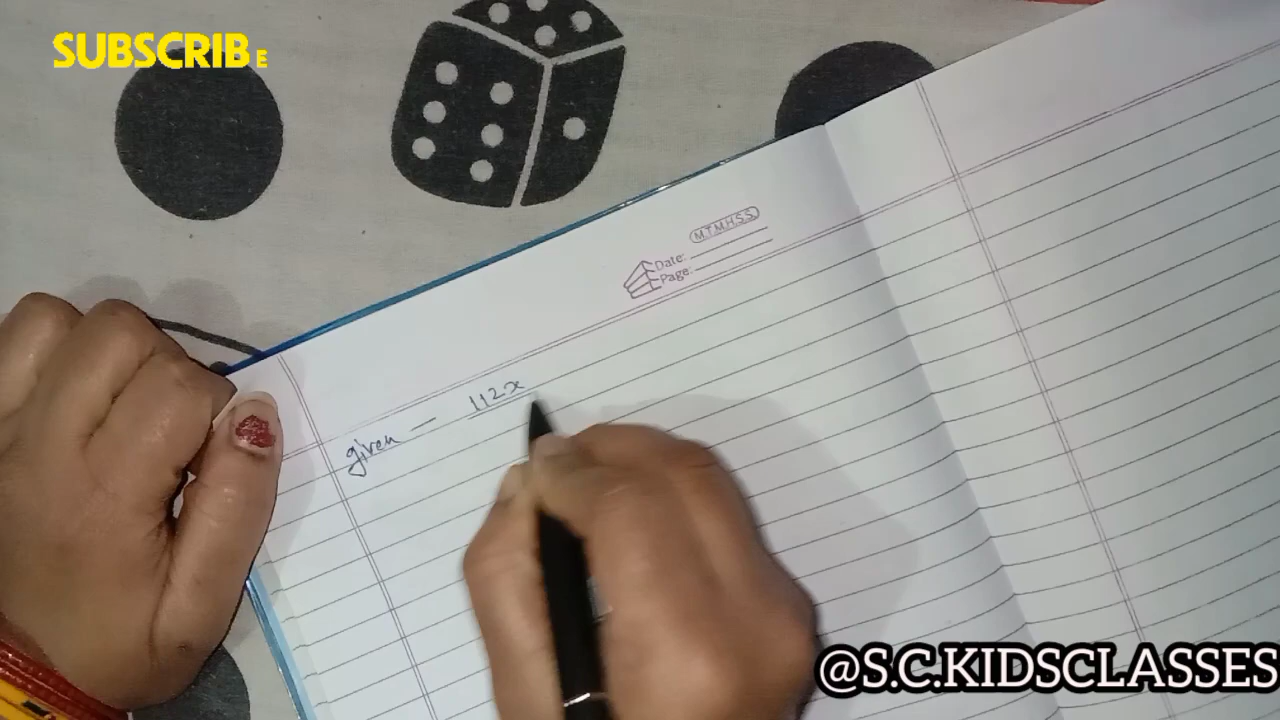 SUBSCRIBE
M.T.M.H.S.S.
Date:
Page:
given — 112x
@S.C.KIDSCLASSES